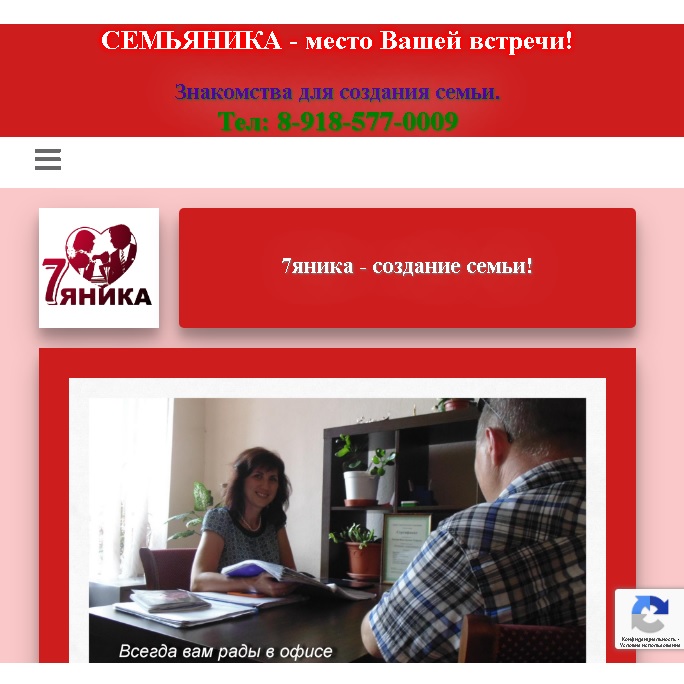 СЕМЬЯНИКА - место Вашей встречи!
Знакомства для создания семьи.
Тел: 8-918-577-0009
7яника
7яника - создание семьи!
Всегда вам рады в офисе
Конфиденциальность -
Условия использования